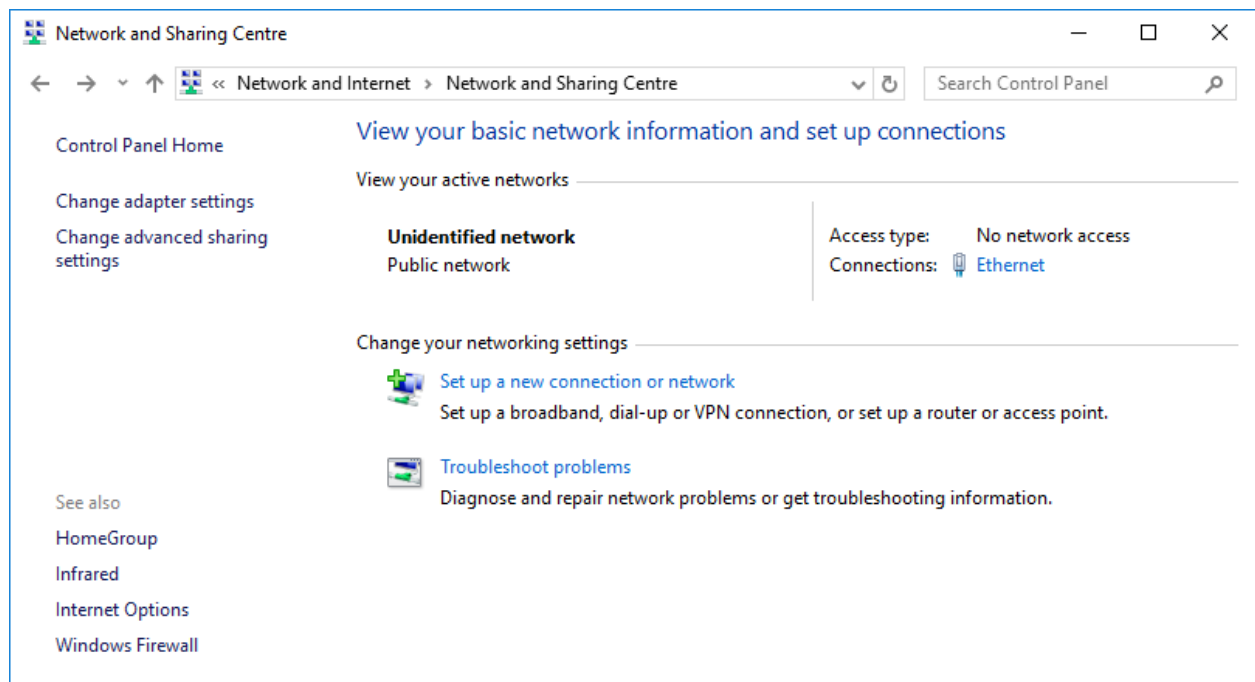 Network and Sharing Centre
« Network and Internet › Network and Sharing Centre
Search Control Panel
Control Panel Home
Change adapter settings
Change advanced sharing
settings
See also
HomeGroup
Infrared
Internet Options
Windows Firewall
View your basic network information and set up connections
View your active networks
Unidentified network
Public network
Access type: No network access
Connections: Ethernet
Change your networking settings
Set up a new connection or network
Set up a broadband, dial-up or VPN connection, or set up a router or access point.
Troubleshoot problems
Diagnose and repair network problems or get troubleshooting information.